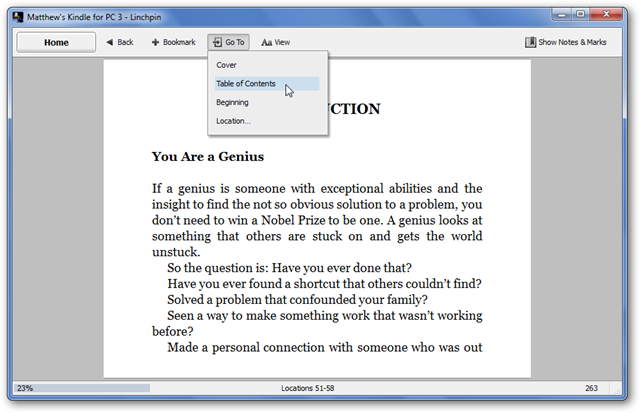 Matthew's Kindle for PC 3 - Linchpin
Home Back Bookmark Go To Aa View Show Notes & Marks
Cover
Table of Contents
Beginning
Location...
UCTION
You Are a Genius
If a genius is someone with exceptional abilities and the
insight to find the not so obvious solution to a problem, you
don't need to win a Nobel Prize to be one. A genius looks at
something that others are stuck on and gets the world
unstuck.
So the question is: Have you ever done that?
Have you ever found a shortcut that others couldn't find?
Solved a problem that confounded your family?
Seen a way to make something work that wasn't working
before?
Made a personal connection with someone who was out
23% Locations 51-58 263